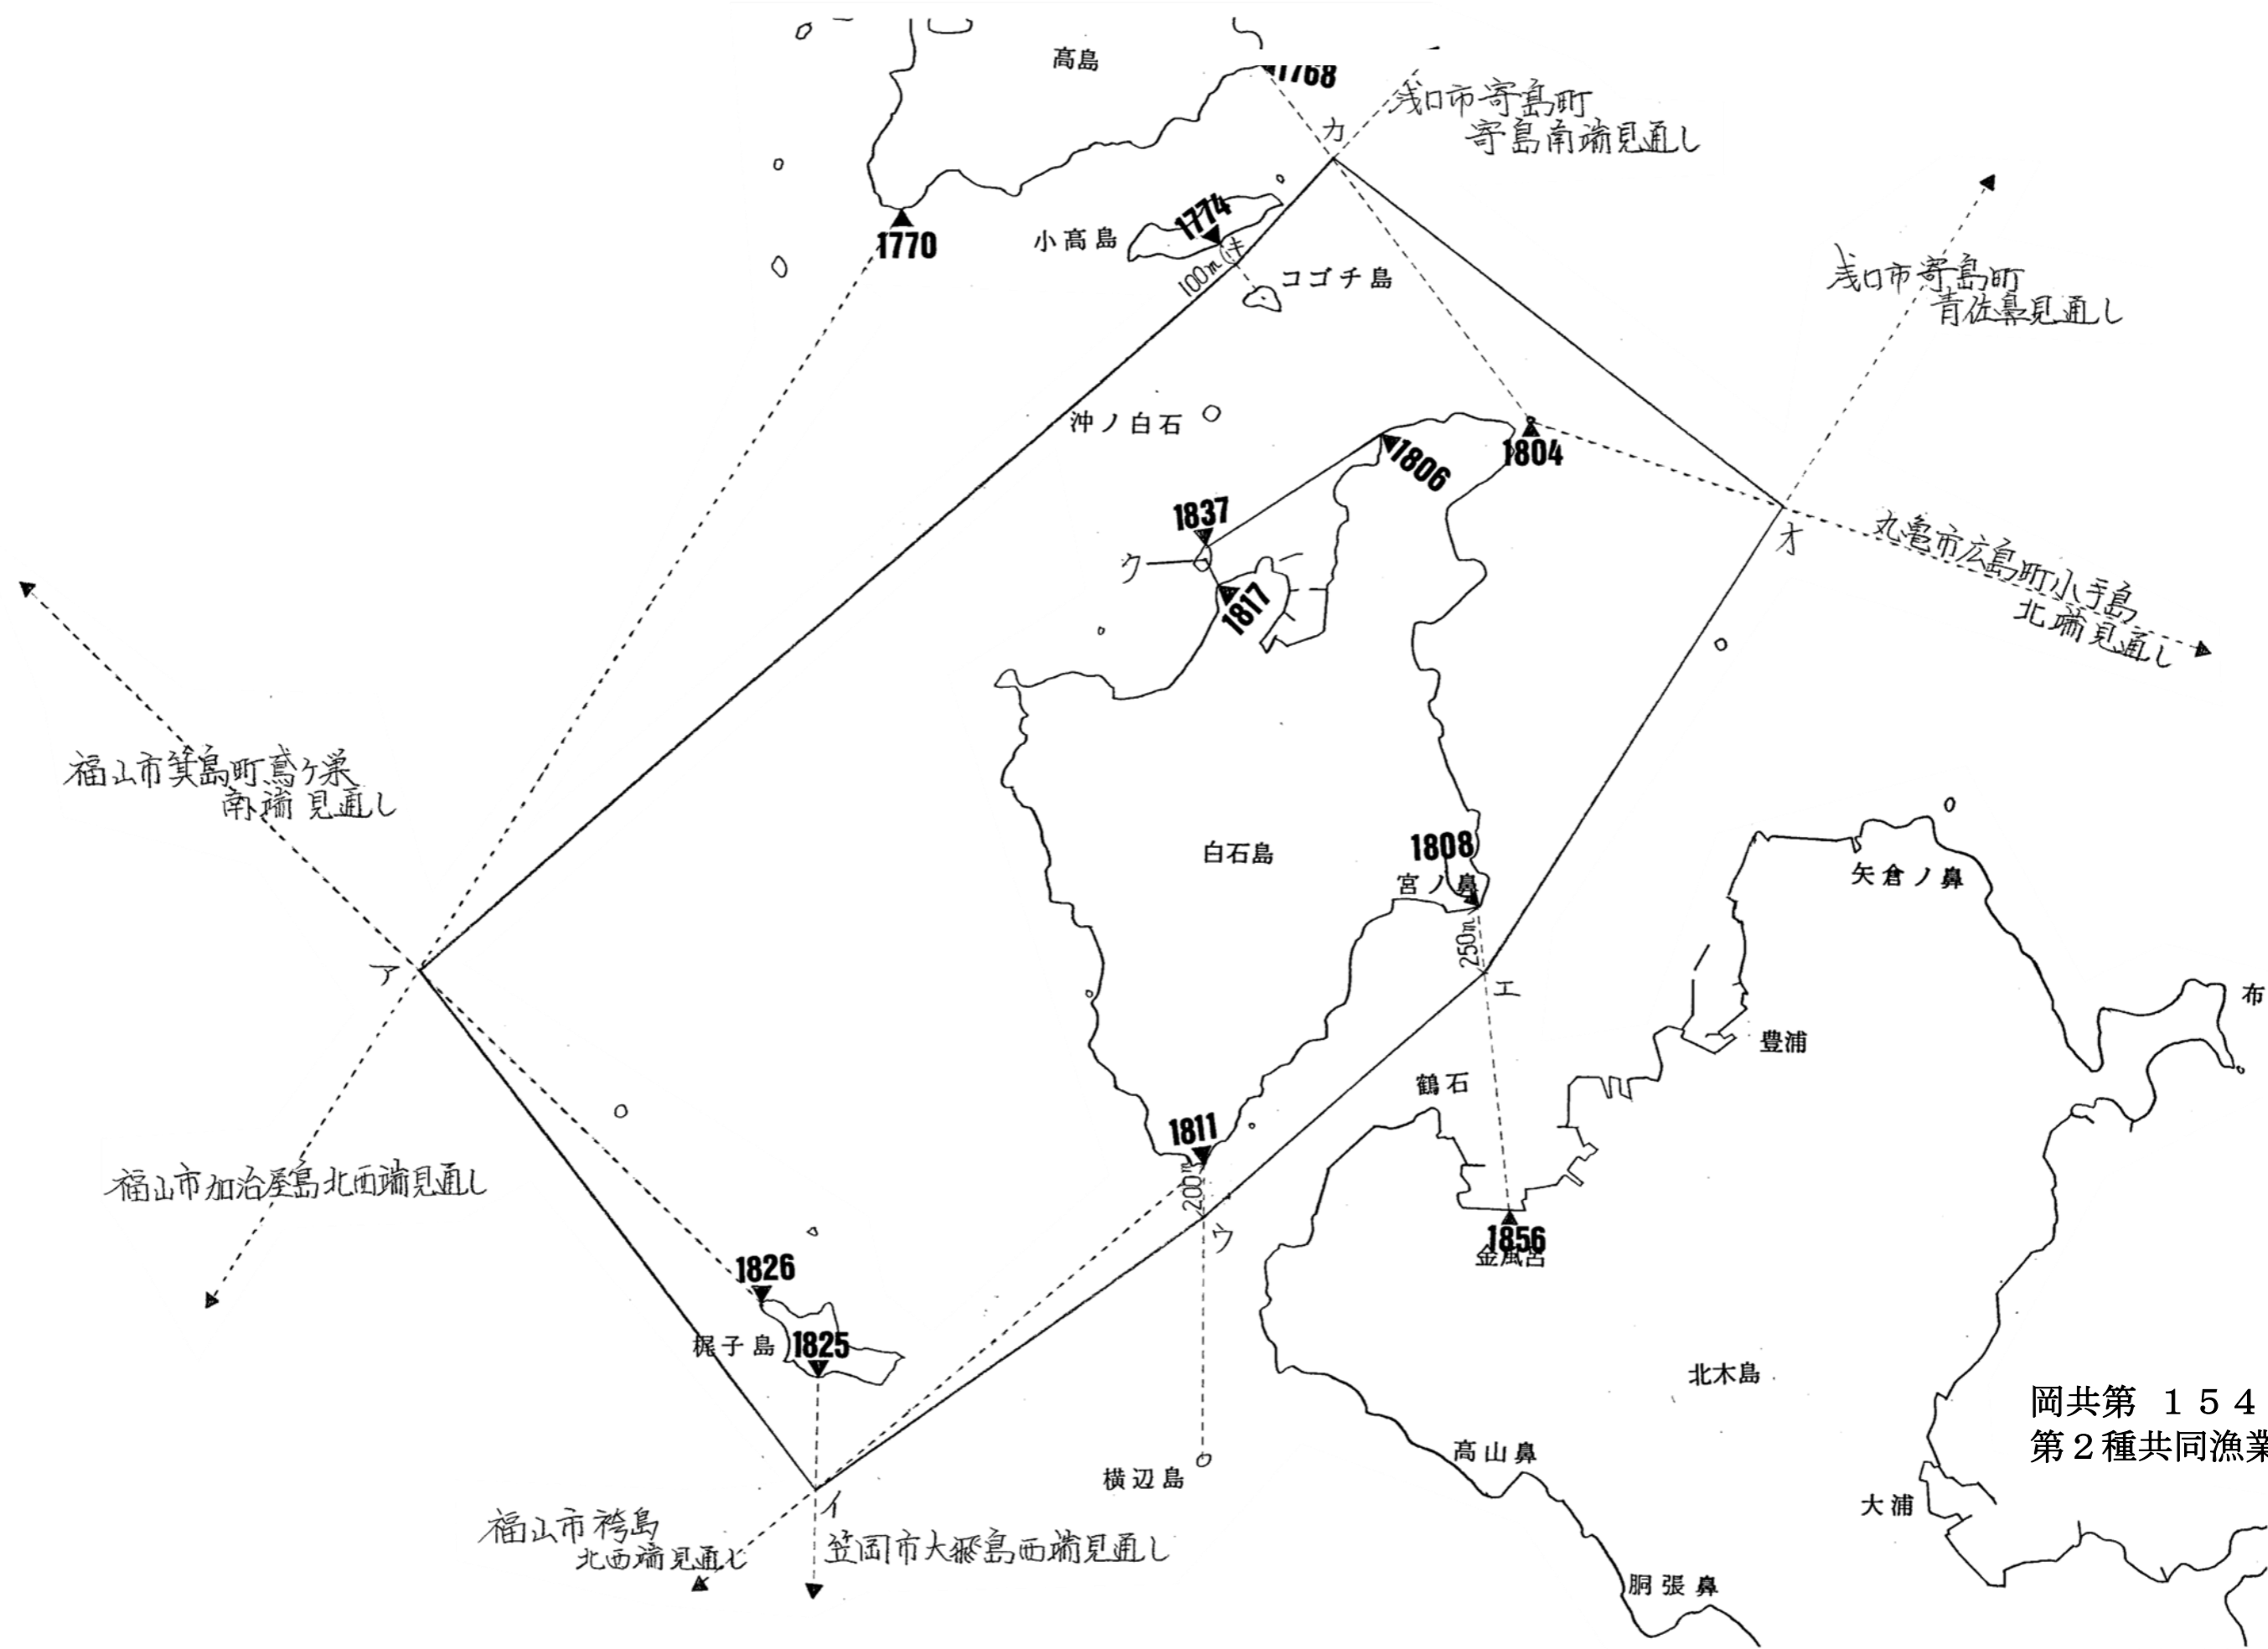 高島
1768
浅口市寄島町
寄島南端見通し
カ
1770
小高島
1774
キ
100m
コゴチ島
浅口市寄島町
青佐鼻見通し
沖ノ白石
1806
1804
1837
ク
1817
オ
丸亀市広島町小手島
北端見通し
福山市箕島町鳶ケ巣
南端見通し
白石島
1808
宮ノ鼻
250m
矢倉ノ鼻
ア
エ
布
豊浦
鶴石
1811
200m
福山市加治屋島北西端見通し
ウ
1856
金風呂
1826
梶子島
1825
北木島
岡共第 １５４
第２種共同漁業
高山鼻
横辺島
大浦
イ
福山市袴島
北西端見通し
笠岡市大飛島西端見通し
胴張鼻